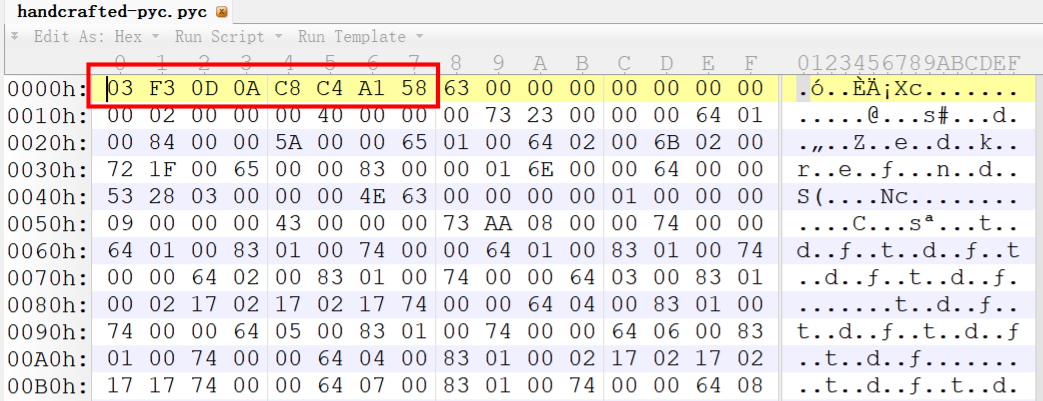 handcrafted-pyc.pyc
Edit As: Hex Run Script Run Template
0 1 2 3 4 5 6 7 8 9 A B C D E F 0123456789ABCDEF
0000h: 03 F3 0D 0A C8 C4 A1 58 63 00 00 00 00 00 00 00 .ó..ÈÄ¡Xc.......
0010h: 00 02 00 00 00 40 00 00 00 73 23 00 00 00 64 01 .....@...s#...d.
0020h: 00 84 00 00 5A 00 00 65 01 00 64 02 00 6B 02 00 .„..Z..e..d..k..
0030h: 72 1F 00 65 00 00 83 00 00 01 6E 00 00 64 00 00 r..e..ƒ...n..d..
0040h: 53 28 03 00 00 00 4E 63 00 00 00 00 01 00 00 00 S(....Nc........
0050h: 09 00 00 00 43 00 00 00 73 AA 08 00 00 74 00 00 ....C...sª...t..
0060h: 64 01 00 83 01 00 74 00 00 64 01 00 83 01 00 74 d..ƒ..t..d..ƒ..t
0070h: 00 00 64 02 00 83 01 00 74 00 00 64 03 00 83 01 ..d..ƒ..t..d..ƒ.
0080h: 00 02 17 02 17 02 17 74 00 00 64 04 00 83 01 00 .......t..d..ƒ..
0090h: 74 00 00 64 05 00 83 01 00 74 00 00 64 06 00 83 t..d..ƒ..t..d..ƒ
00A0h: 01 00 74 00 00 64 04 00 83 01 00 02 17 02 17 02 ..t..d..ƒ.......
00B0h: 17 17 74 00 00 64 07 00 83 01 00 74 00 00 64 08 ..t..d..ƒ..t..d.